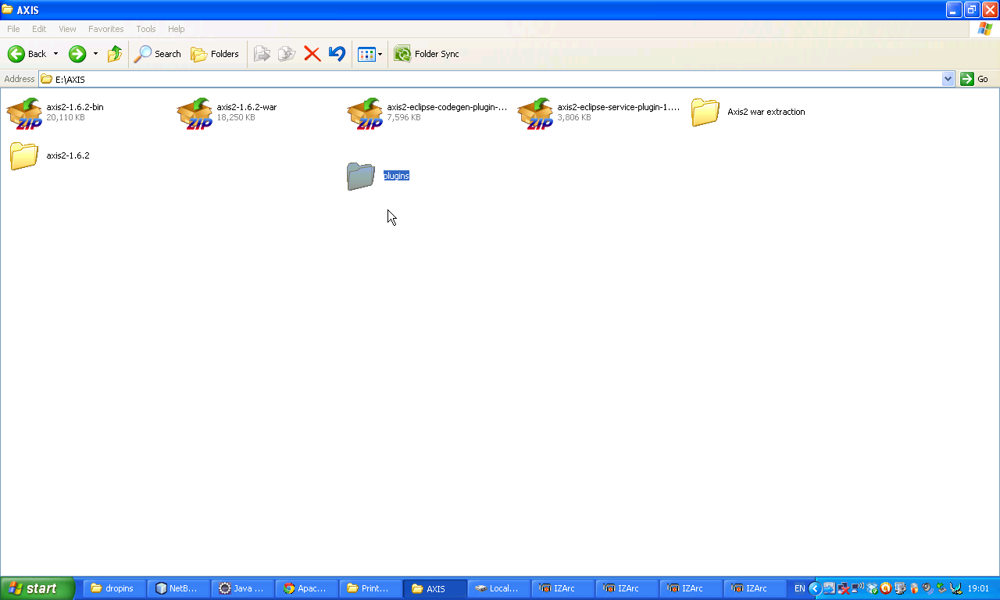 AXIS
File Edit View Favorites Tools Help
Back Search Folders Folder Sync
Address E:\AXIS Go
axis2-1.6.2-bin
20,110 KB
axis2-1.6.2-war
18,250 KB
axis2-eclipse-codegen-plugin-...
7,596 KB
axis2-eclipse-service-plugin-1....
3,806 KB
Axis2 war extraction
ZIP ZIP ZIP ZIP
axis2-1.6.2
plugins
start dropins NetB... Java ... Apac... Print... AXIS Local... IZArc IZArc IZArc IZArc EN 19:01